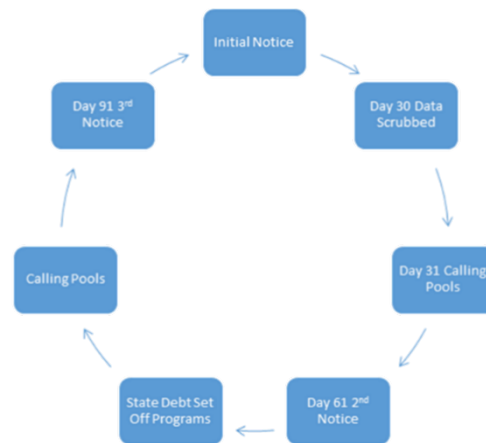 Initial Notice
Day 30 Data
Scrubbed
Day 31 Calling
Pools
Day 61 2nd
Notice
State Debt Set
Off Programs
Calling Pools
Day 91 3rd
Notice